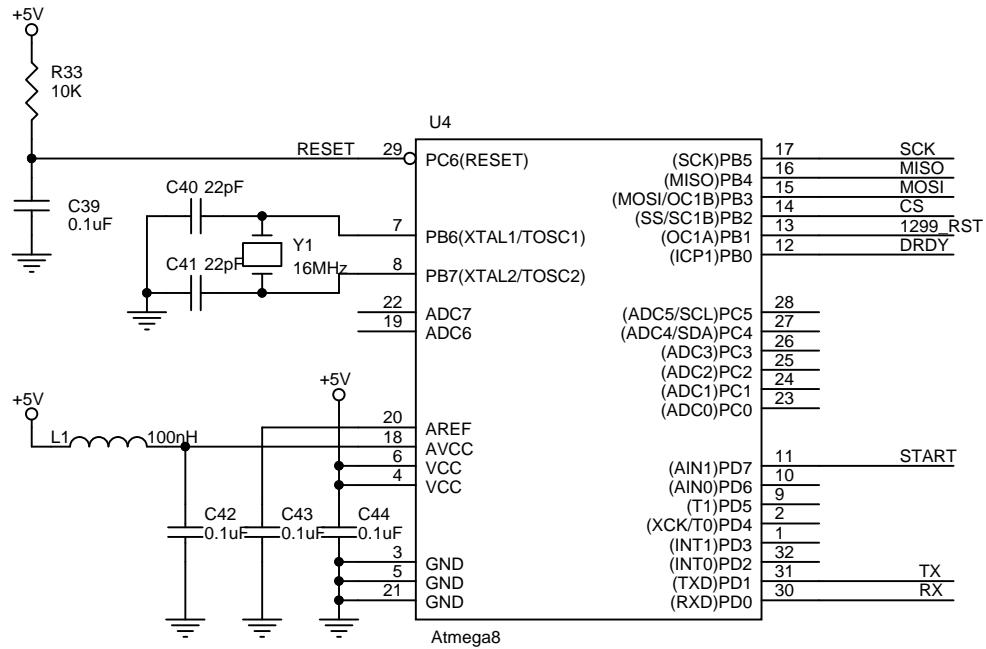 +5V
R33
10K
U4
RESET
29
PC6(RESET)
(SCK)PB5
17
SCK
(MISO)PB4
16
MISO
C40 22pF
C39
0.1uF
(MOSI/OC1B)PB3
15
MOSI
(SS/SC1B)PB2
14
CS
7
PB6(XTAL1/TOSC1)
(OC1A)PB1
13
1299_RST
Y1
(ICP1)PB0
12
DRDY
C41 22pF
16MHz
8
PB7(XTAL2/TOSC2)
22
ADC7
(ADC5/SCL)PC5
28
19
ADC6
(ADC4/SDA)PC4
27
(ADC3)PC3
26
(ADC2)PC2
25
+5V
(ADC1)PC1
24
+5V
(ADC0)PC0
23
20
AREF
L1
100nH
18
AVCC
6
VCC
(AIN1)PD7
11
START
4
VCC
(AIN0)PD6
10
(T1)PD5
9
C42
0.1uF
C43
0.1uF
C44
0.1uF
(XCK/T0)PD4
2
(INT1)PD3
1
3
GND
(INT0)PD2
32
5
GND
(TXD)PD1
31
TX
21
GND
(RXD)PD0
30
RX
Atmega8